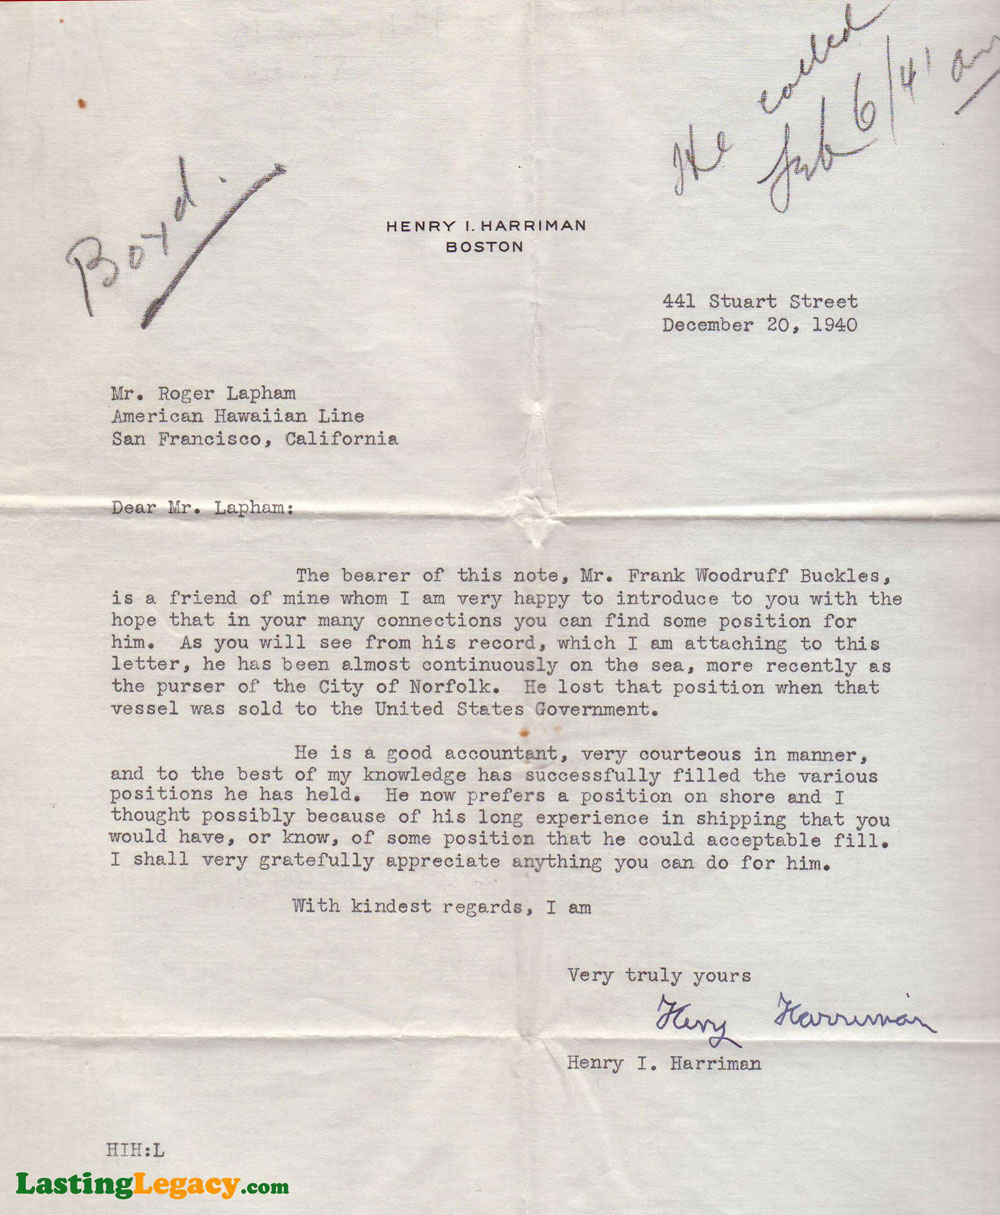 He called
Feb 6/41 am
Boyd.
HENRY I. HARRIMAN
BOSTON
441 Stuart Street
December 20, 1940
Mr. Roger Lapham
American Hawaiian Line
San Francisco, California
Dear Mr. Lapham:
The bearer of this note, Mr. Frank Woodruff Buckles,
is a friend of mine whom I am very happy to introduce to you with the
hope that in your many connections you can find some position for
him. As you will see from his record, which I am attaching to this
letter, he has been almost continuously on the sea, more recently as
the purser of the City of Norfolk. He lost that position when that
vessel was sold to the United States Government.
He is a good accountant, very courteous in manner,
and to the best of my knowledge has successfully filled the various
positions he has held. He now prefers a position on shore and I
thought possibly because of his long experience in shipping that you
would have, or know, of some position that he could acceptable fill.
I shall very gratefully appreciate anything you can do for him.
With kindest regards, I am
Very truly yours
Henry Harriman
Henry I. Harriman
HIH:L
LastingLegacy.com